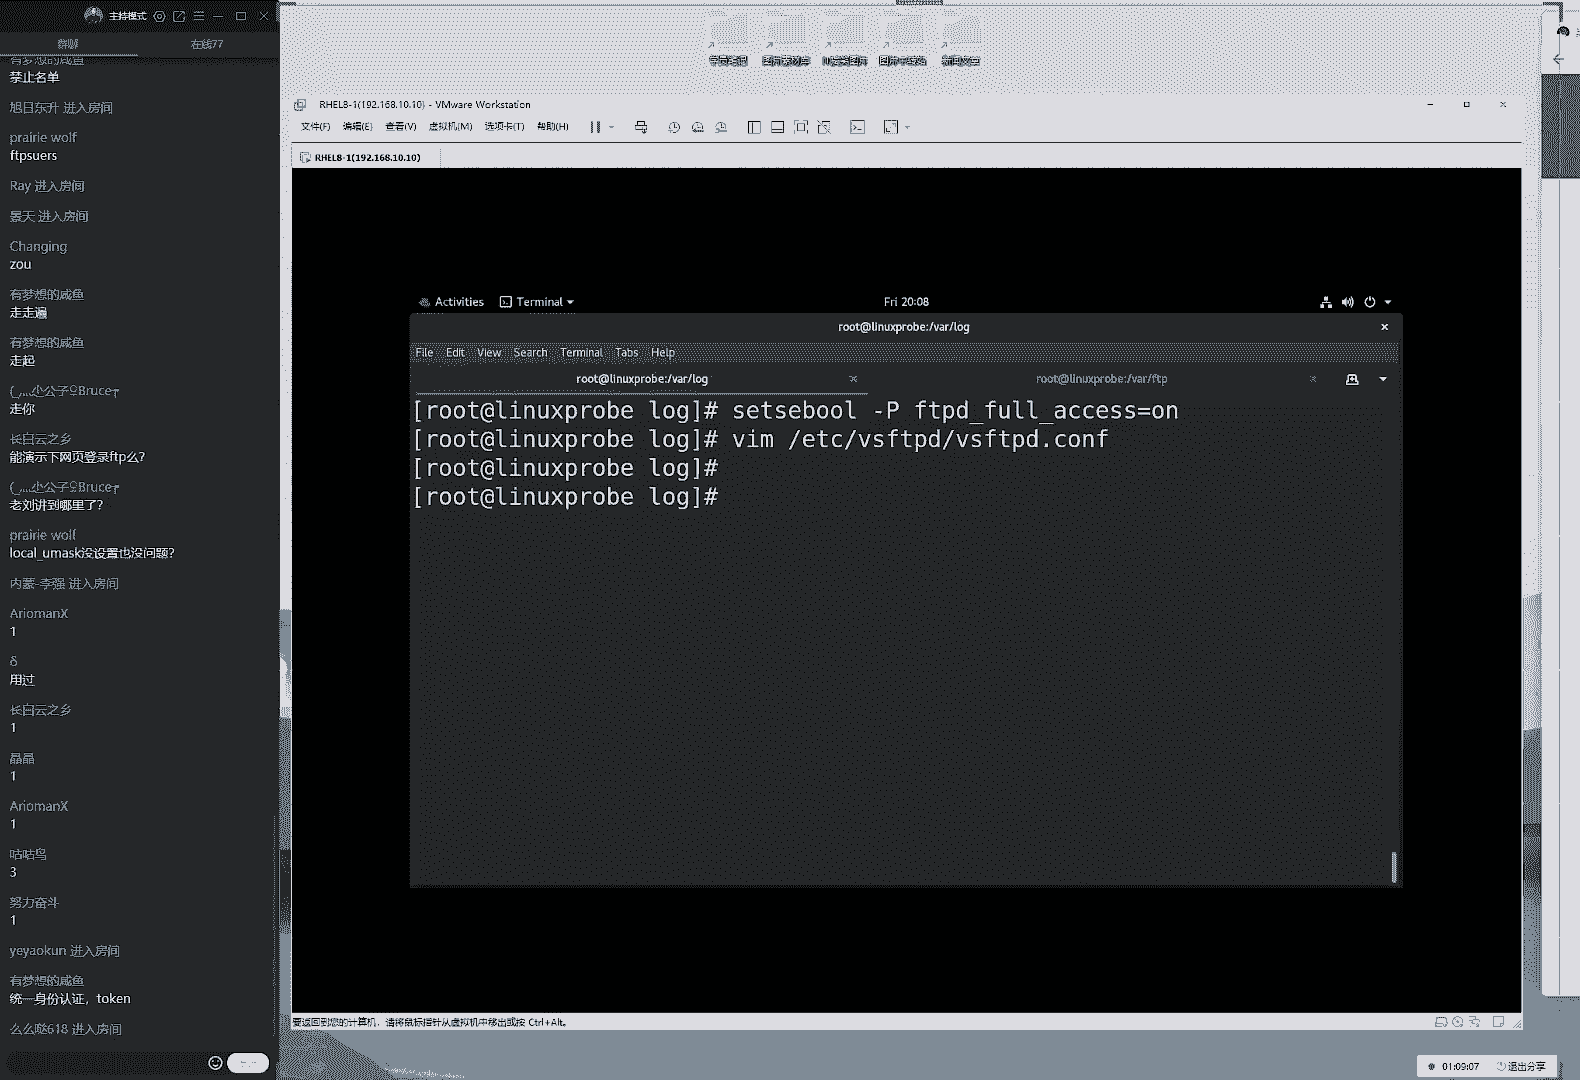 主持模式
群聊
在线77
有梦想的咸鱼
禁止名单
旭日东升 进入房间
prairie wolf
ftpsuers
Ray 进入房间
景天 进入房间
Changing
zou
有梦想的咸鱼
走走遍
有梦想的咸鱼
走起
走你
长白云之乡
能演示下网页登录ftp么?
老刘讲到哪里了?
prairie wolf
local_umask没设置也没问题?
内蒙-李强 进入房间
AriomanX
1
δ
用过
长白云之乡
1
晶晶
1
AriomanX
1
咕咕鸟
3
努力奋斗
1
yeyaokun 进入房间
有梦想的咸鱼
统一身份认证，token
么么哒618 进入房间
RHEL8-1(192.168.10.10) - VMware Workstation
文件(F) 编辑(E) 查看(V) 虚拟机(M) 选项卡(T) 帮助(H)
RHEL8-1(192.168.10.10)
Activities Terminal Fri 20:08
root@linuxprobe:/var/log
File Edit View Search Terminal Tabs Help
root@linuxprobe:/var/log root@linuxprobe:/var/ftp
[root@linuxprobe log]# setsebool -P ftpd_full_access=on
[root@linuxprobe log]# vim /etc/vsftpd/vsftpd.conf
[root@linuxprobe log]#
[root@linuxprobe log]#
要返回到您的计算机，请将鼠标指针从虚拟机中移出或按 Ctrl+Alt。
01:09:07 退出分享